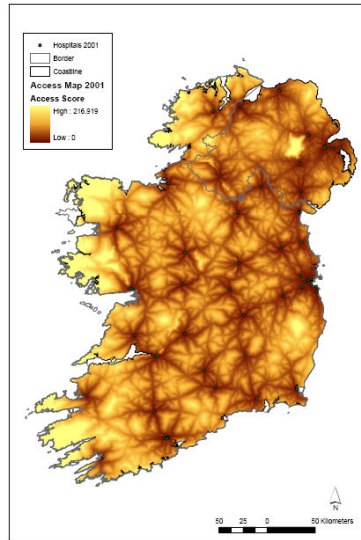 Hospitals 2001
Border
Coastline
Access Map 2001
Access Score
High : 216.919
Low : 0
N
50 25 0 50 Kilometers